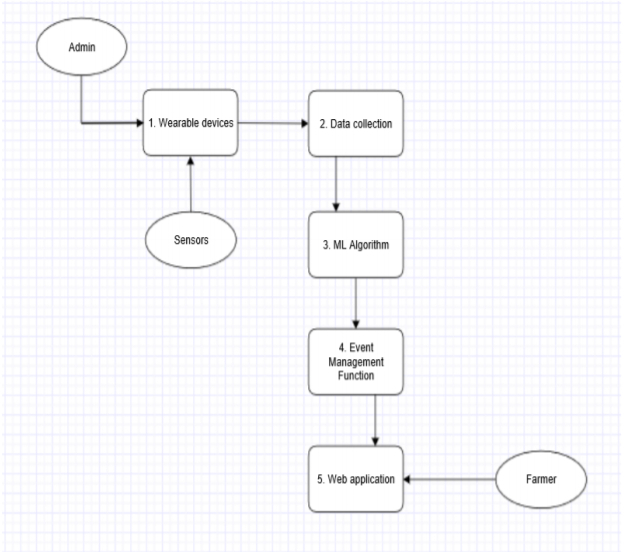 Admin
1. Wearable devices
2. Data collection
Sensors
3. ML Algorithm
4. Event
Management
Function
5. Web application
Farmer